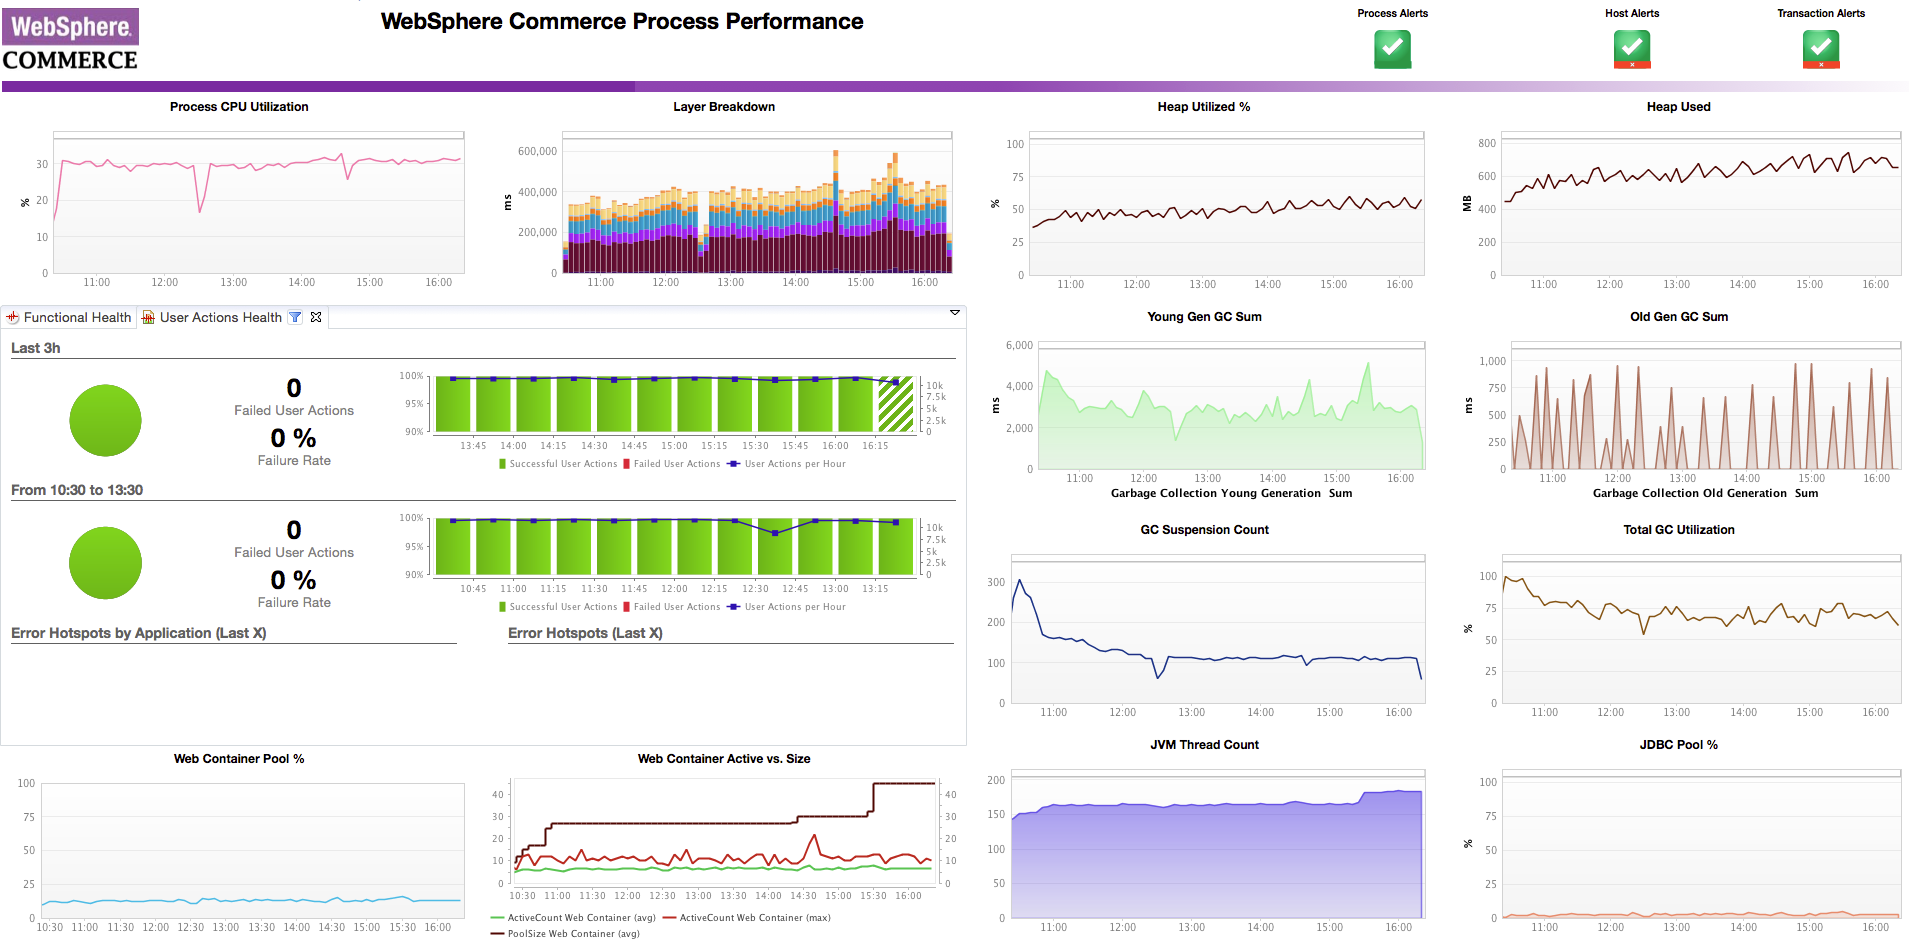 WebSphere Commerce Process Performance
WebSphere.
COMMERCE
Process Alerts
Host Alerts
Transaction Alerts
Process CPU Utilization
%
30
20
10
0
11:00 12:00 13:00 14:00 15:00 16:00
Layer Breakdown
ms
600,000
400,000
200,000
0
11:00 12:00 13:00 14:00 15:00 16:00
Heap Utilized %
%
100
75
50
25
0
11:00 12:00 13:00 14:00 15:00 16:00
Heap Used
MB
800
600
400
200
0
11:00 12:00 13:00 14:00 15:00 16:00
Functional Health
User Actions Health
Last 3h
0
Failed User Actions
0 %
Failure Rate
100%
95%
90%
10k
7.5k
5k
2.5k
0
13:45 14:00 14:15 14:30 14:45 15:00 15:15 15:30 15:45 16:00 16:15
Successful User Actions Failed User Actions User Actions per Hour
From 10:30 to 13:30
0
Failed User Actions
0 %
Failure Rate
100%
95%
90%
10k
7.5k
5k
2.5k
0
10:45 11:00 11:15 11:30 11:45 12:00 12:15 12:30 12:45 13:00 13:15
Successful User Actions Failed User Actions User Actions per Hour
Error Hotspots by Application (Last X)
Error Hotspots (Last X)
Young Gen GC Sum
ms
6,000
4,000
2,000
0
11:00 12:00 13:00 14:00 15:00 16:00
Garbage Collection Young Generation Sum
Old Gen GC Sum
ms
1,000
750
500
250
0
11:00 12:00 13:00 14:00 15:00 16:00
Garbage Collection Old Generation Sum
GC Suspension Count
300
200
100
0
11:00 12:00 13:00 14:00 15:00 16:00
Total GC Utilization
%
100
75
50
25
0
11:00 12:00 13:00 14:00 15:00 16:00
Web Container Pool %
100
75
50
25
0
10:30 11:00 11:30 12:00 12:30 13:00 13:30 14:00 14:30 15:00 15:30 16:00
Web Container Active vs. Size
40
30
20
10
0
40
30
20
10
0
10:30 11:00 11:30 12:00 12:30 13:00 13:30 14:00 14:30 15:00 15:30 16:00
ActiveCount Web Container (avg) ActiveCount Web Container (max)
PoolSize Web Container (avg)
JVM Thread Count
200
150
100
50
0
11:00 12:00 13:00 14:00 15:00 16:00
JDBC Pool %
%
100
75
50
25
0
11:00 12:00 13:00 14:00 15:00 16:00